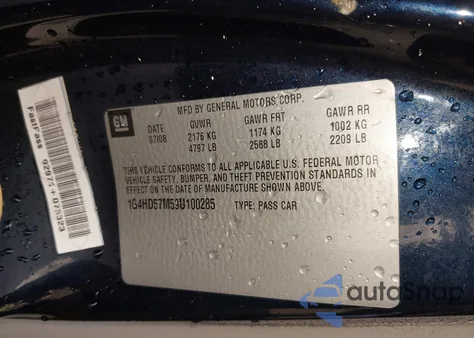 GM
MFD BY GENERAL MOTORS CORP.
DATE GVWR GAWR FRT GAWR RR
07/08 2176 KG 1174 KG 1002 KG
4797 LB 2588 LB 2209 LB
THIS VEHICLE CONFORMS TO ALL APPLICABLE U.S. FEDERAL MOTOR
VEHICLE SAFETY, BUMPER, AND THEFT PREVENTION STANDARDS IN
EFFECT ON THE DATE OF MANUFACTURE SHOWN ABOVE.
1G4HD57M59U100285 TYPE: PASS CAR
autoSnap